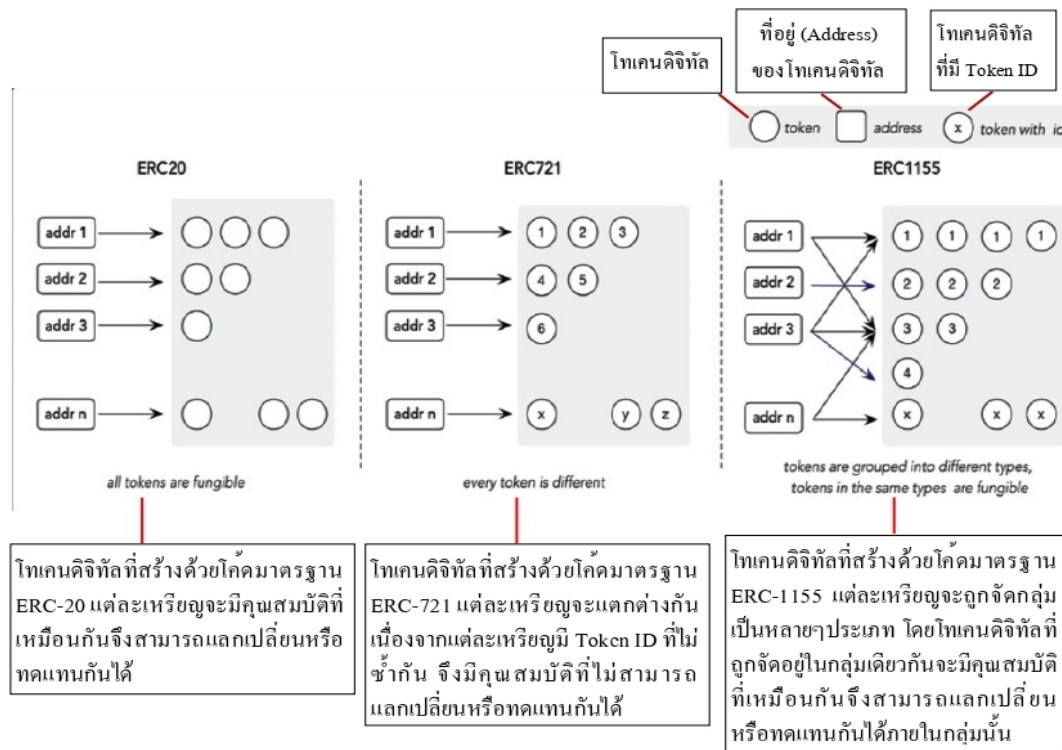 โทเคนดิจิทัล
ที่อยู่ (Address)
ของโทเคนดิจิทัล
โทเคนดิจิทัล
ที่มี Token ID
token
address
x
token with id
ERC20
ERC721
ERC1155
addr 1
addr 2
addr 3
addr n
all tokens are fungible
addr 1
1 2 3
addr 2
4 5
addr 3
6
addr n
x y z
every token is different
addr 1
1 1 1 1
addr 2
2 2 2
addr 3
3 3
4
addr n
x x x
tokens are grouped into different types,
tokens in the same types are fungible
โทเคนดิจิทัลที่สร้างด้วยโค้ดมาตรฐาน
ERC-20 แต่ละเหรียญจะมีคุณสมบัติที่
เหมือนกันจึงสามารถแลกเปลี่ยนหรือ
ทดแทนกันได้
โทเคนดิจิทัลที่สร้างด้วยโค้ดมาตรฐาน
ERC-721 แต่ละเหรียญจะแตกต่างกัน
เนื่องจากแต่ละเหรียญมี Token ID ที่ไม่
ซ้ำกัน จึงมีคุณสมบัติที่ไม่สามารถ
แลกเปลี่ยนหรือทดแทนกันได้
โทเคนดิจิทัลที่สร้างด้วยโค้ดมาตรฐาน
ERC-1155 แต่ละเหรียญจะถูกจัดกลุ่ม
เป็นหลายๆประเภท โดยโทเคนดิจิทัลที่
ถูกจัดอยู่ในกลุ่มเดียวกันจะมีคุณสมบัติ
ที่เหมือนกันจึงสามารถแลกเปลี่ยน
หรือทดแทนกันได้ภายในกลุ่มนั้น